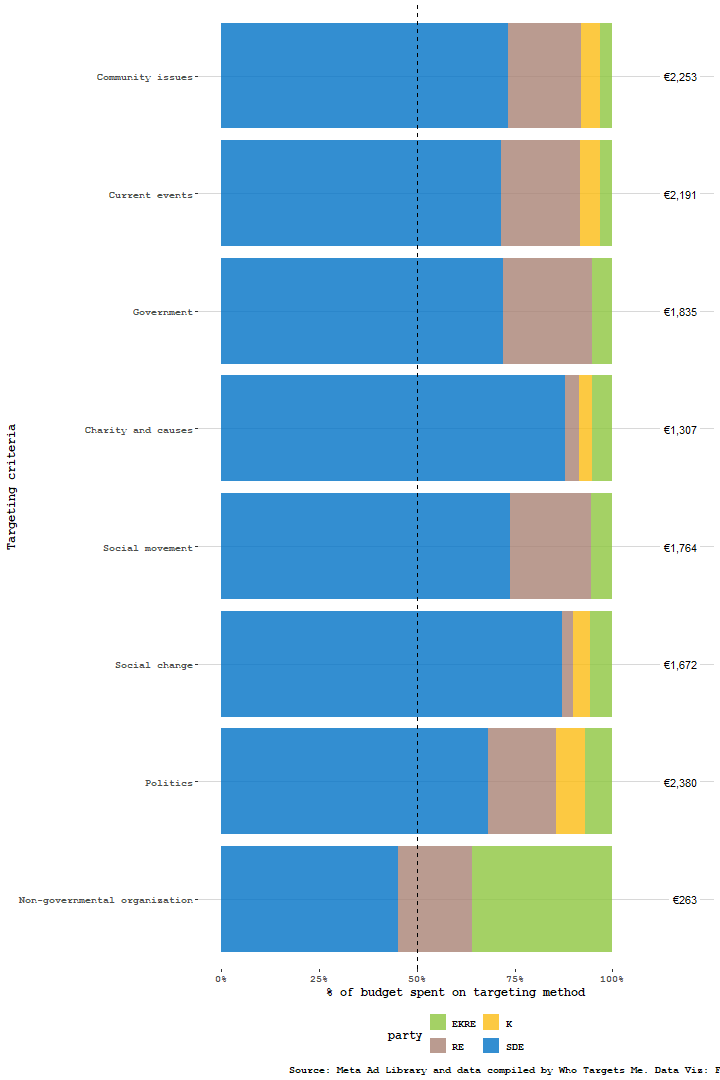 Community issues €2,253
Current events €2,191
Government €1,835
Charity and causes €1,307
Social movement €1,764
Social change €1,672
Politics €2,380
Non-governmental organization €263
Targeting criteria
0% 25% 50% 75% 100%
% of budget spent on targeting method
party
EKRE K
RE SDE
Source: Meta Ad Library and data compiled by Who Targets Me. Data Viz: